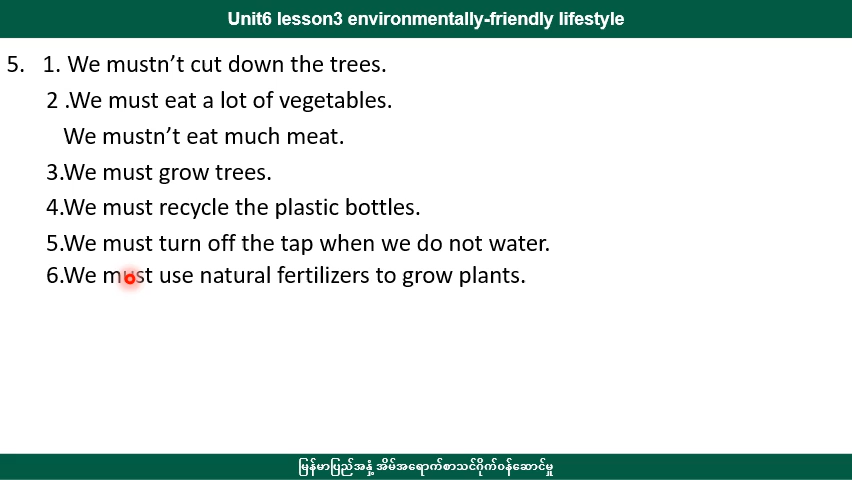 Unit6 lesson3 environmentally-friendly lifestyle
5. 1. We mustn’t cut down the trees.
2 .We must eat a lot of vegetables.
We mustn’t eat much meat.
3.We must grow trees.
4.We must recycle the plastic bottles.
5.We must turn off the tap when we do not water.
6.We must use natural fertilizers to grow plants.
မြန်မာပြည်အနှံ့ အိမ်အရောက်စာသင်ဂိုက်ဝန်ဆောင်မှု